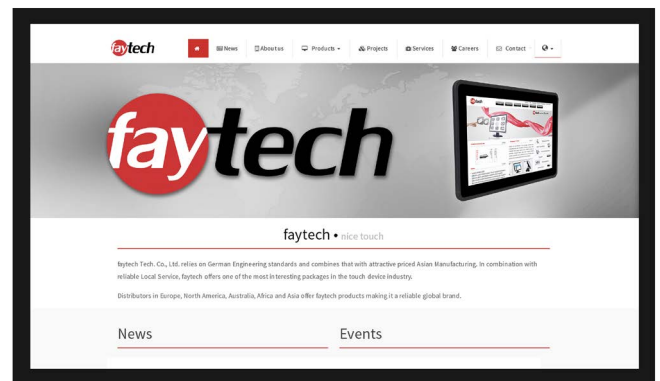 faytech
News About us Products Projects Services Careers Contact
faytech
faytech • nice touch
faytech Tech. Co., Ltd. relies on German Engineering standards and combines that with attractive priced Asian Manufacturing. In combination with
reliable Local Service, faytech offers one of the most interesting packages in the touch device industry.
Distributors in Europe, North America, Australia, Africa and Asia offer faytech products making it a reliable global brand.
News Events